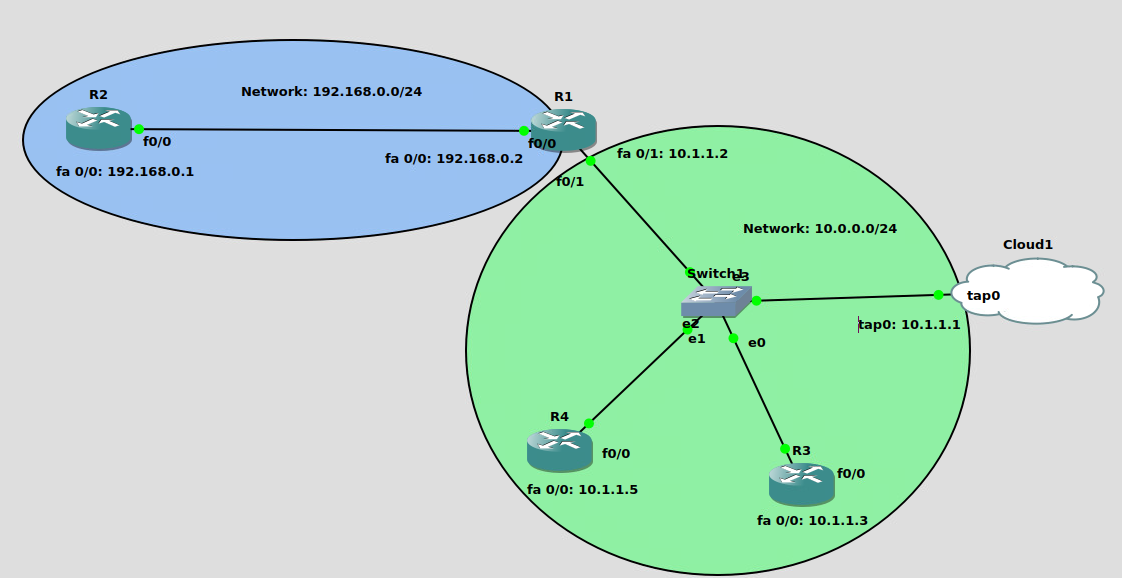 R2
Network: 192.168.0.0/24
R1
f0/0
f0/0
fa 0/0: 192.168.0.1
fa 0/0: 192.168.0.2
fa 0/1: 10.1.1.2
f0/1
Network: 10.0.0.0/24
Cloud1
Switch1
e3
tap0
tap0: 10.1.1.1
e2
e1
e0
R4
f0/0
fa 0/0: 10.1.1.5
R3
f0/0
fa 0/0: 10.1.1.3